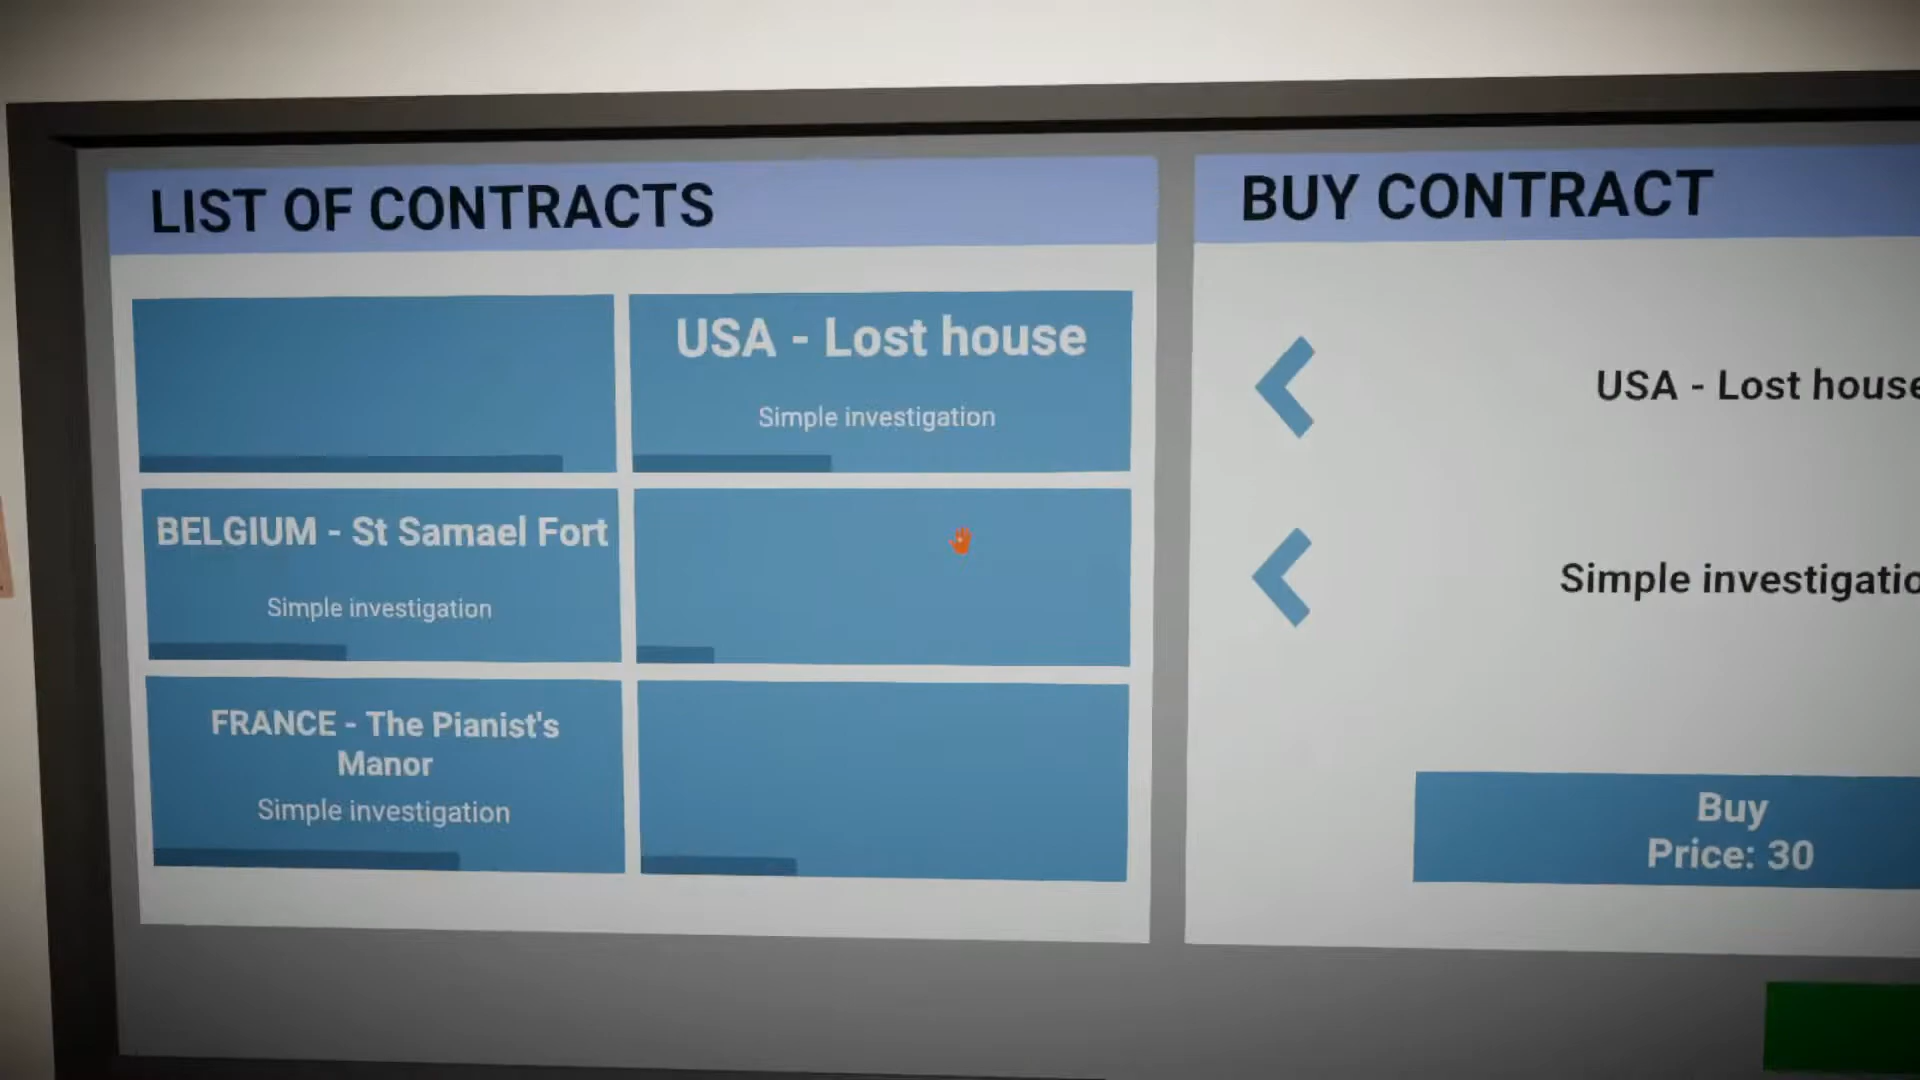 LIST OF CONTRACTS
USA - Lost house
Simple investigation
BELGIUM - St Samael Fort
Simple investigation
FRANCE - The Pianist's
Manor
Simple investigation
BUY CONTRACT
USA - Lost house
Simple investigatio
Buy
Price: 30